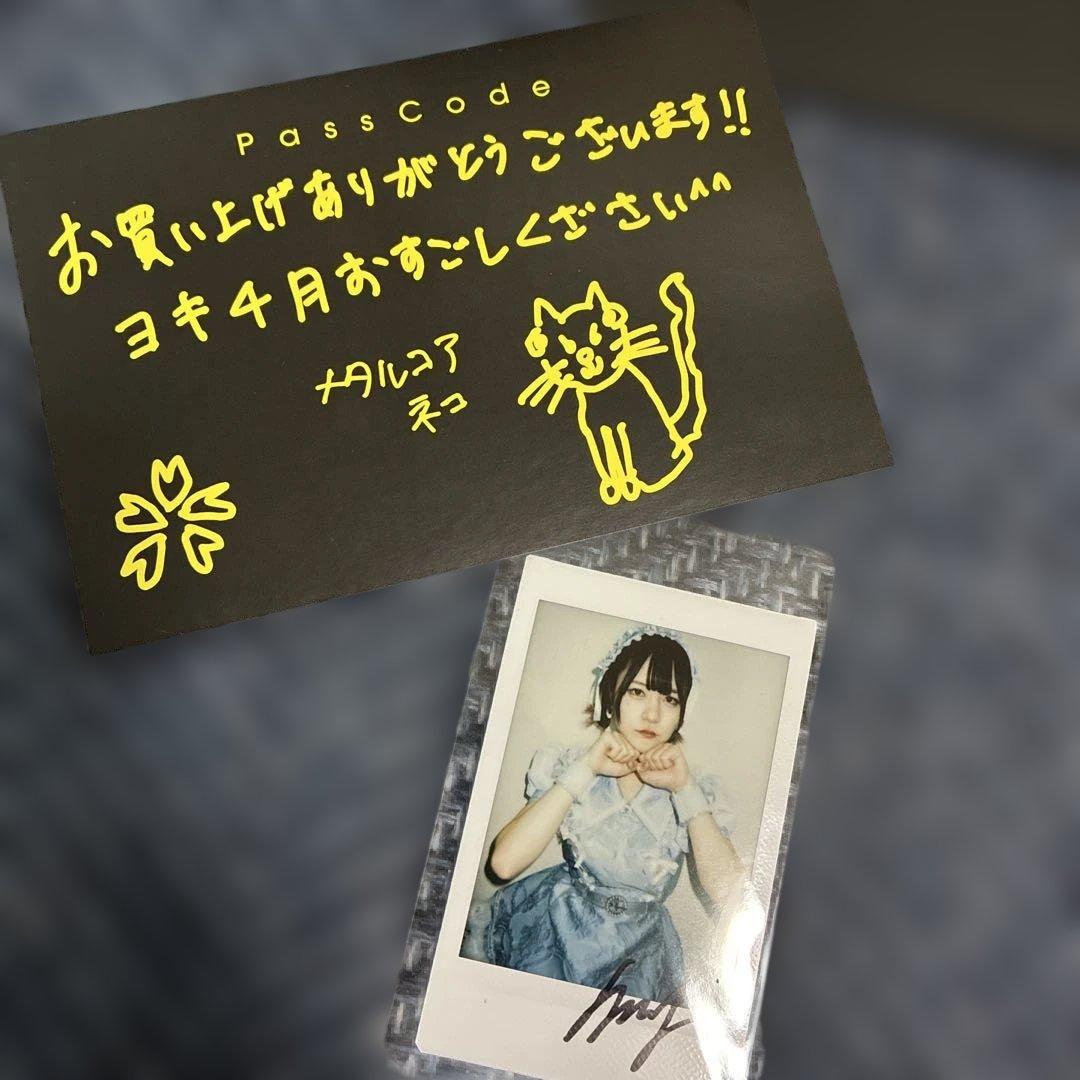 PassCode
お買い上げありがとうございます!!
ヨキ4月おすごしくださいい^^
メタルコア
ネコ